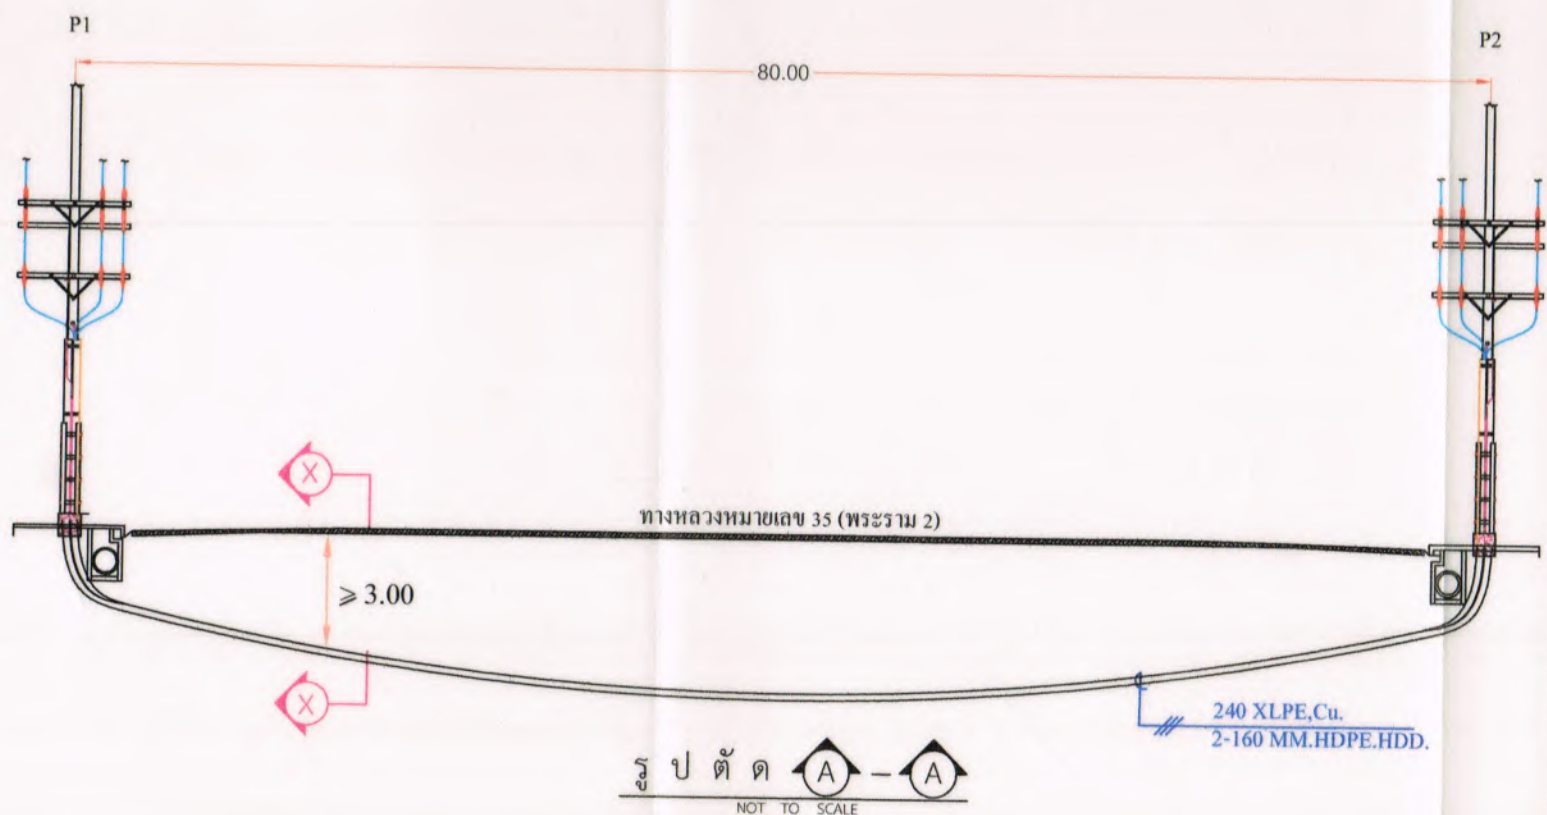 P1
P2
80.00
X
ทางหลวงหมายเลข 35 (พระราม 2)
≥ 3.00
X
240 XLPE,Cu.
2-160 MM.HDPE.HDD.
รูปตัด A - A
NOT TO SCALE